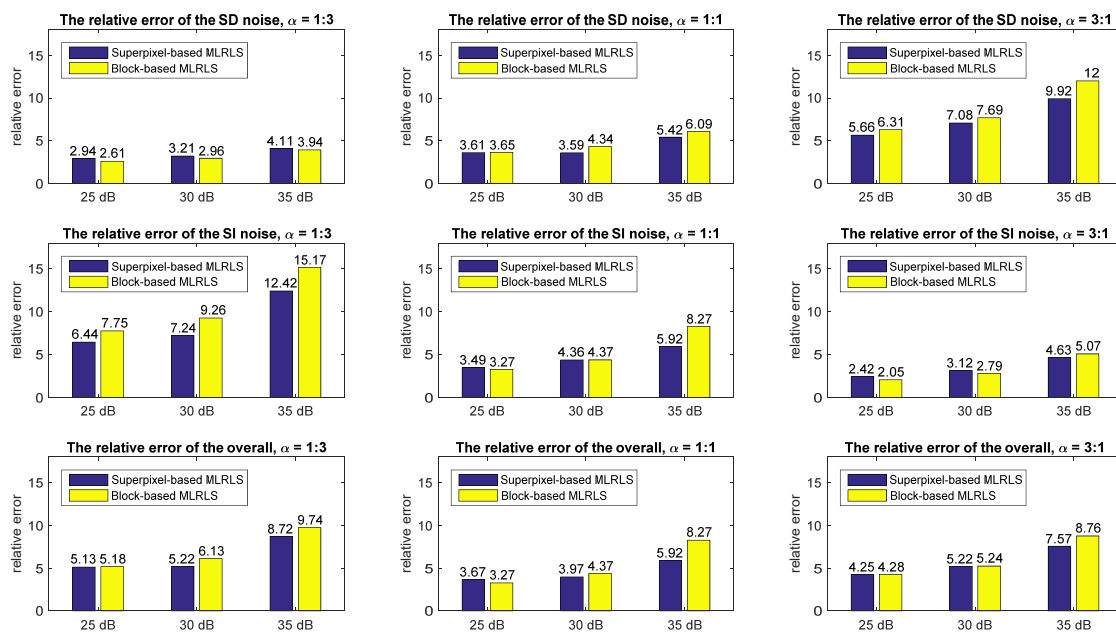 The relative error of the SD noise, α = 1:3
relative error
15
10
5
0
Superpixel-based MLRLS
Block-based MLRLS
2.94 2.61
3.21 2.96
4.11 3.94
25 dB 30 dB 35 dB
The relative error of the SD noise, α = 1:1
relative error
15
10
5
0
Superpixel-based MLRLS
Block-based MLRLS
3.61 3.65
3.59 4.34
5.42 6.09
25 dB 30 dB 35 dB
The relative error of the SD noise, α = 3:1
relative error
15
10
5
0
Superpixel-based MLRLS
Block-based MLRLS
5.66 6.31
7.08 7.69
9.92 12
25 dB 30 dB 35 dB
The relative error of the SI noise, α = 1:3
relative error
15
10
5
0
Superpixel-based MLRLS
Block-based MLRLS
6.44 7.75
7.24 9.26
12.42 15.17
25 dB 30 dB 35 dB
The relative error of the SI noise, α = 1:1
relative error
15
10
5
0
Superpixel-based MLRLS
Block-based MLRLS
3.49 3.27
4.36 4.37
5.92 8.27
25 dB 30 dB 35 dB
The relative error of the SI noise, α = 3:1
relative error
15
10
5
0
Superpixel-based MLRLS
Block-based MLRLS
2.42 2.05
3.12 2.79
4.63 5.07
25 dB 30 dB 35 dB
The relative error of the overall, α = 1:3
relative error
15
10
5
0
Superpixel-based MLRLS
Block-based MLRLS
5.13 5.18
5.22 6.13
8.72 9.74
25 dB 30 dB 35 dB
The relative error of the overall, α = 1:1
relative error
15
10
5
0
Superpixel-based MLRLS
Block-based MLRLS
3.67 3.27
3.97 4.37
5.92 8.27
25 dB 30 dB 35 dB
The relative error of the overall, α = 3:1
relative error
15
10
5
0
Superpixel-based MLRLS
Block-based MLRLS
4.25 4.28
5.22 5.24
7.57 8.76
25 dB 30 dB 35 dB